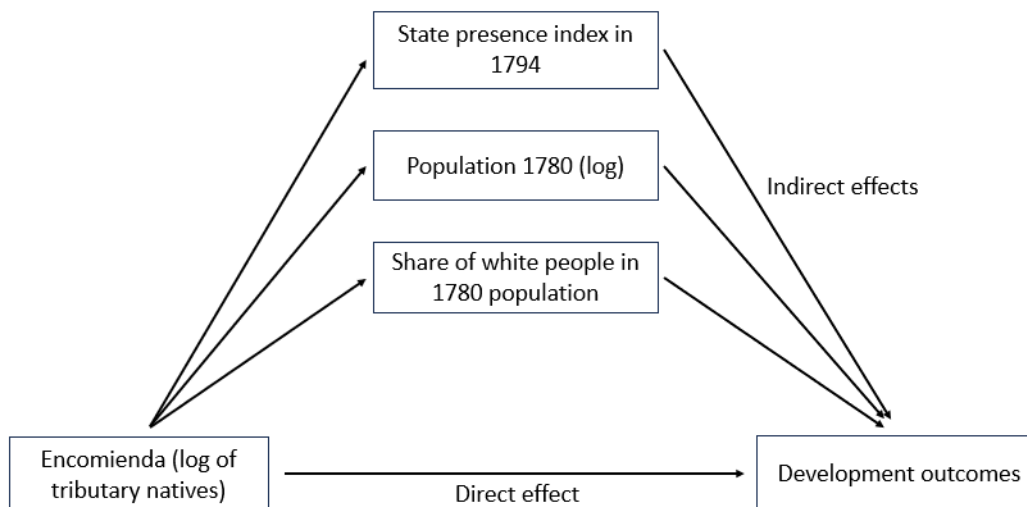 State presence index in
1794
Population 1780 (log)
Indirect effects
Share of white people in
1780 population
Encomienda (log of
tributary natives)
Direct effect
Development outcomes